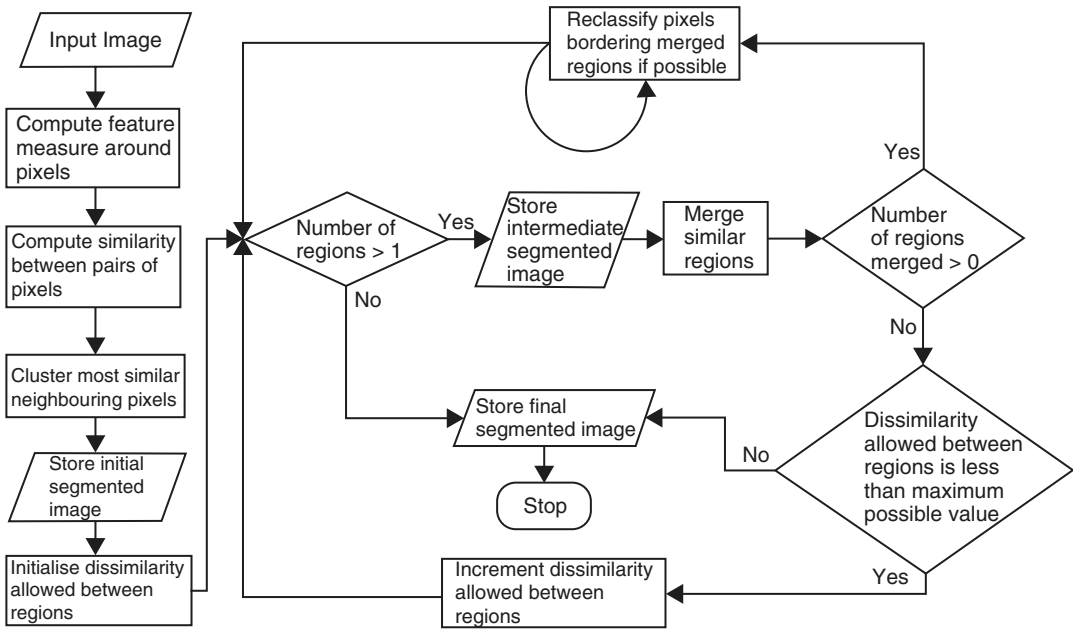 Input Image
Compute feature
measure around
pixels
Compute similarity
between pairs of
pixels
Cluster most similar
neighbouring pixels
Store initial
segmented
image
Initialise dissimilarity
allowed between
regions
Reclassify pixels
bordering merged
regions if possible
Number of
regions > 1
Yes
No
Store
intermediate
segmented
image
Merge
similar
regions
Number
of regions
merged > 0
Yes
No
Dissimilarity
allowed between
regions is less
than maximum
possible value
No
Yes
Store final
segmented image
Stop
Increment dissimilarity
allowed between
regions